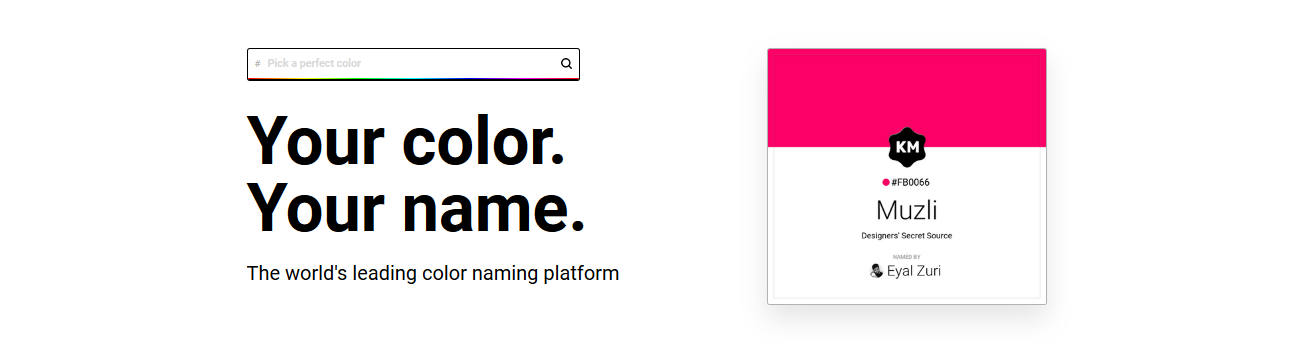 # Pick a perfect color
Your color.
Your name.
The world's leading color naming platform
KM
#FB0066
Muzli
Designers' Secret Source
NAMED BY
Eyal Zuri